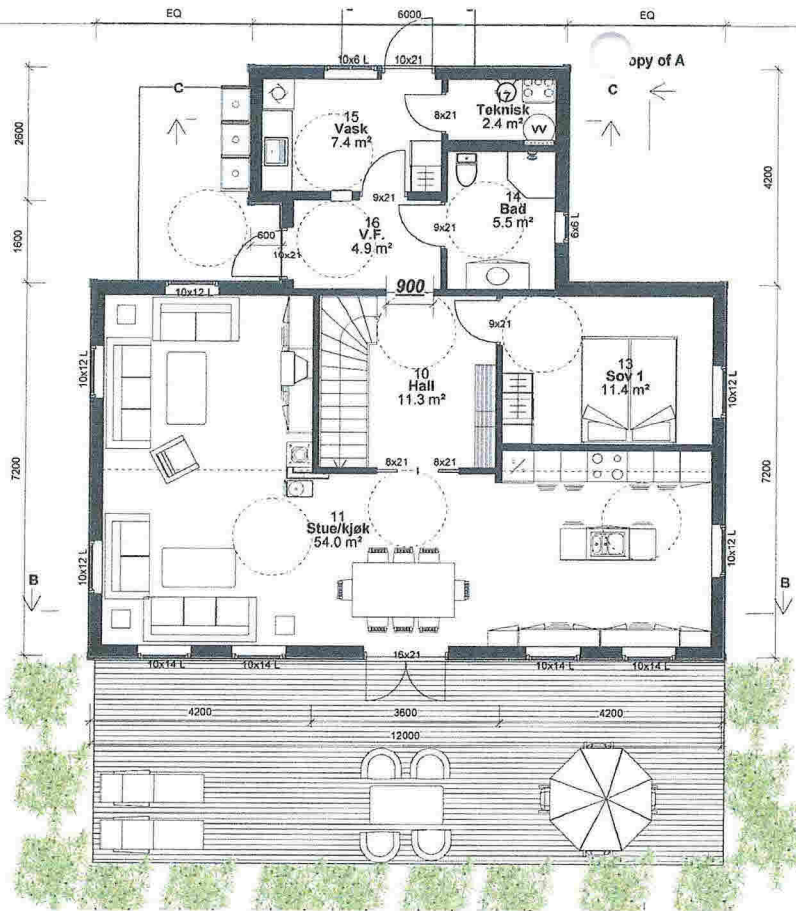 EQ
6000
EQ
10x6 L
10x21
opy of A
C
C
17
Teknisk
2.4 m²
8x21
15
Vask
7.4 m²
2600
VV
4200
14
Bad
5.5 m²
9x21
16
V.F.
4.9 m²
9x21
6x6 L
1600
600
10x21
10x12 L
900
9x21
10x12 L
10
Hall
11.3 m²
13
Sov 1
11.4 m²
10x12 L
7200
7200
8x21
8x21
11
Stue/kjøk
54.0 m²
10x12 L
10x12 L
B
B
10x14 L
10x14 L
16x21
10x14 L
10x14 L
4200
3600
4200
12000